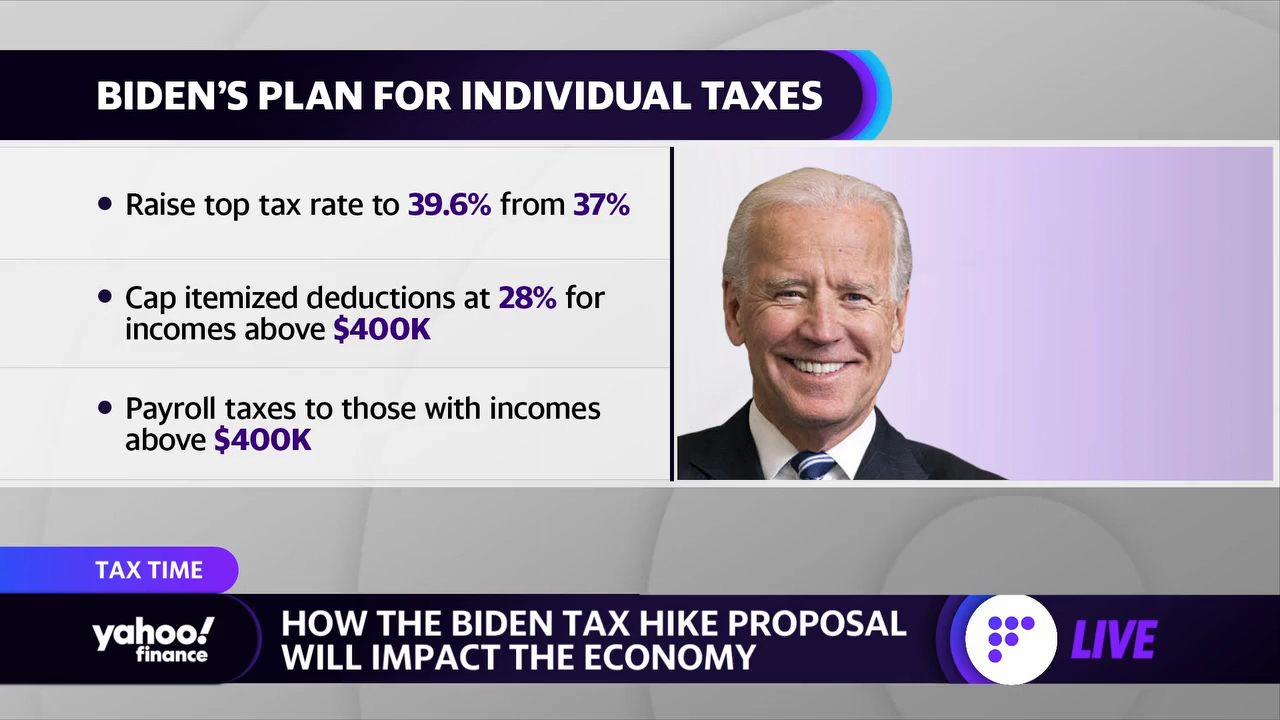 BIDEN'S PLAN FOR INDIVIDUAL TAXES
• Raise top tax rate to 39.6% from 37%
• Cap itemized deductions at 28% for
incomes above $400K
• Payroll taxes to those with incomes
above $400K
TAX TIME
yahoo!
finance
HOW THE BIDEN TAX HIKE PROPOSAL
WILL IMPACT THE ECONOMY
LIVE